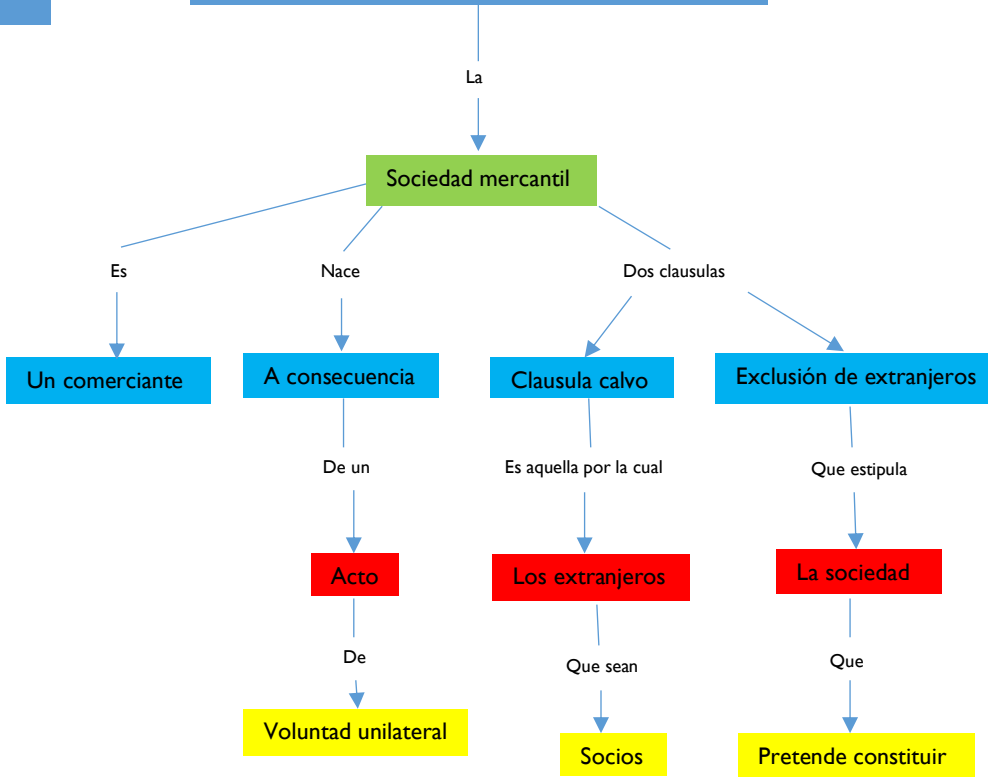 La
Sociedad mercantil
Es
Nace
Dos clausulas
Un comerciante
A consecuencia
Clausula calvo
Exclusión de extranjeros
De un
Es aquella por la cual
Que estipula
Acto
Los extranjeros
La sociedad
De
Que sean
Que
Voluntad unilateral
Socios
Pretende constituir